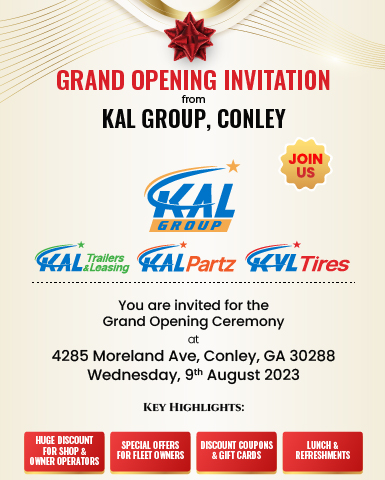 GRAND OPENING INVITATION
from
KAL GROUP, CONLEY
JOIN
US
KAL
GROUP
KAL Trailers
&Leasing
KAL Partz
KVL Tires
You are invited for the
Grand Opening Ceremony
at
4285 Moreland Ave, Conley, GA 30288
Wednesday, 9th August 2023
KEY HIGHLIGHTS:
HUGE DISCOUNT
FOR SHOP &
OWNER OPERATORS
SPECIAL OFFERS
FOR FLEET OWNERS
DISCOUNT COUPONS
& GIFT CARDS
LUNCH &
REFRESHMENTS